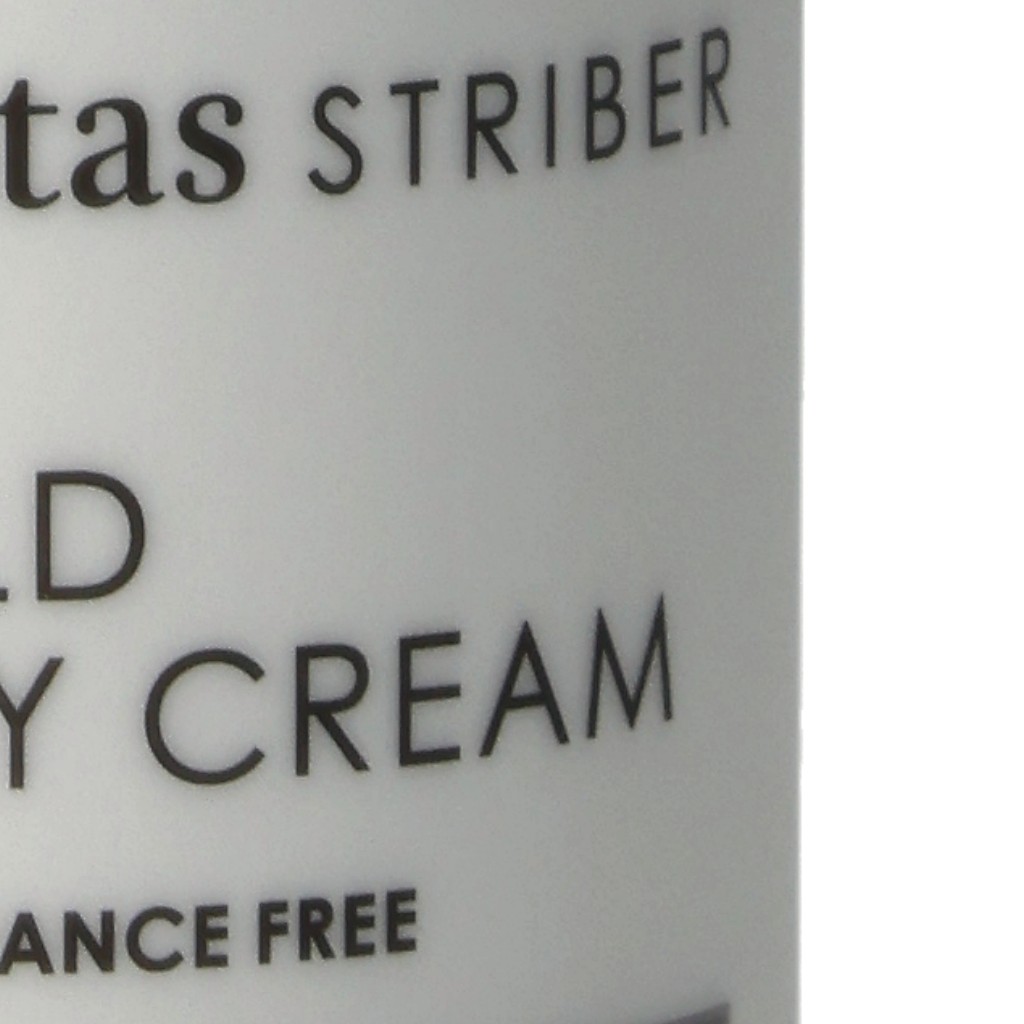 tas STRIBER
LD
Y CREAM
ANCE FREE